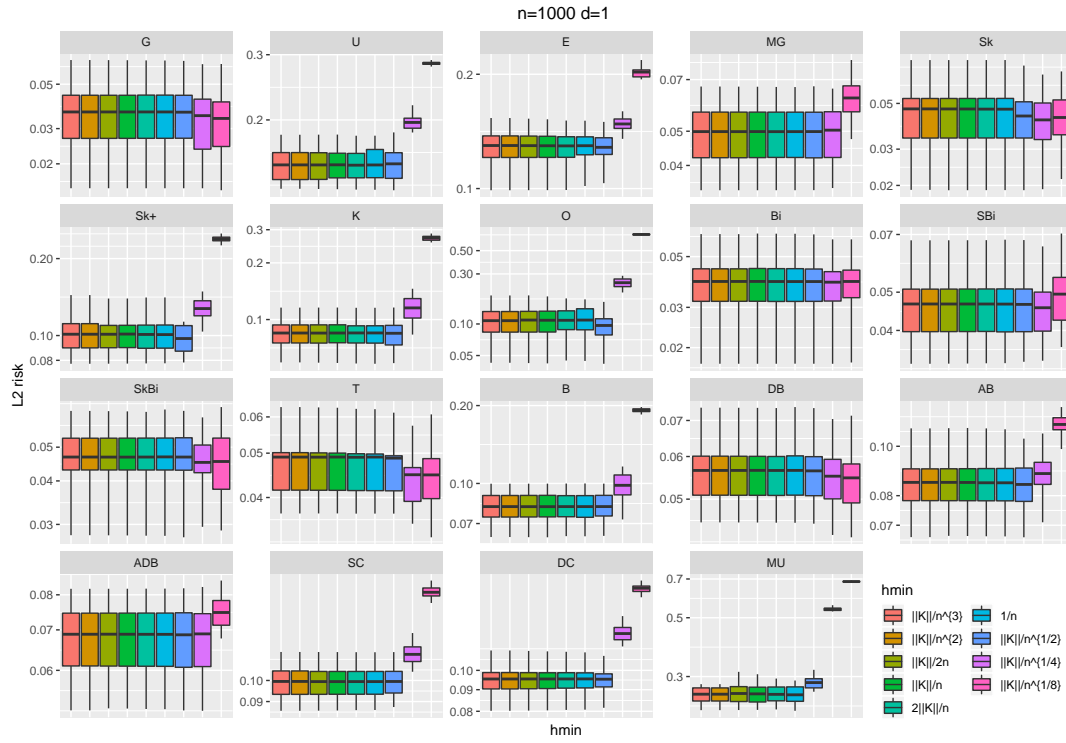 n=1000 d=1
G
U
E
MG
Sk
0.05
0.03
0.02
0.3
0.2
0.2
0.1
0.07
0.05
0.04
0.05
0.03
0.02
Sk+
K
O
Bi
SBi
0.20
0.10
0.08
0.3
0.2
0.1
0.50
0.30
0.10
0.05
0.05
0.03
0.02
0.07
0.05
0.04
L2 risk
SkBi
T
B
DB
AB
0.05
0.04
0.03
0.06
0.05
0.04
0.20
0.10
0.07
0.07
0.06
0.05
0.10
0.08
0.07
ADB
SC
DC
MU
0.08
0.07
0.06
0.10
0.09
0.10
0.09
0.08
0.7
0.5
0.3
hmin
hmin
||K||/n^{3}
||K||/n^{2}
||K||/2n
||K||/n
2||K||/n
1/n
||K||/n^{1/2}
||K||/n^{1/4}
||K||/n^{1/8}